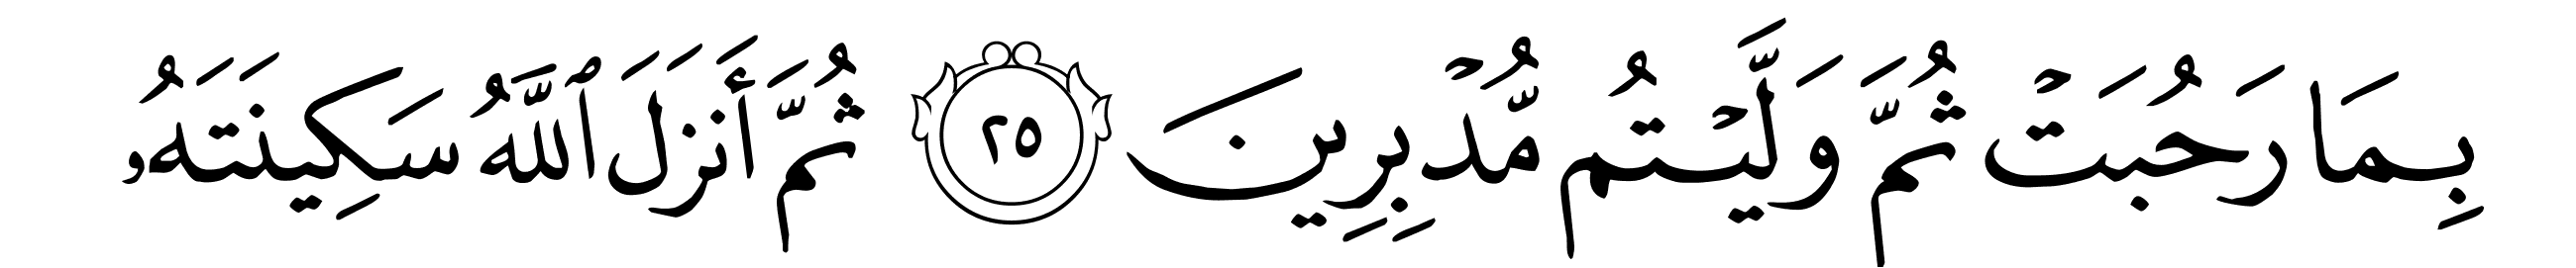 بِمَا رَحُبَتۡ ثُمَّ وَلَّيۡتُم مُّدۡبِرِينَ ٢٥ ثُمَّ أَنزَلَ ٱللَّهُ سَكِينَتَهُۥ